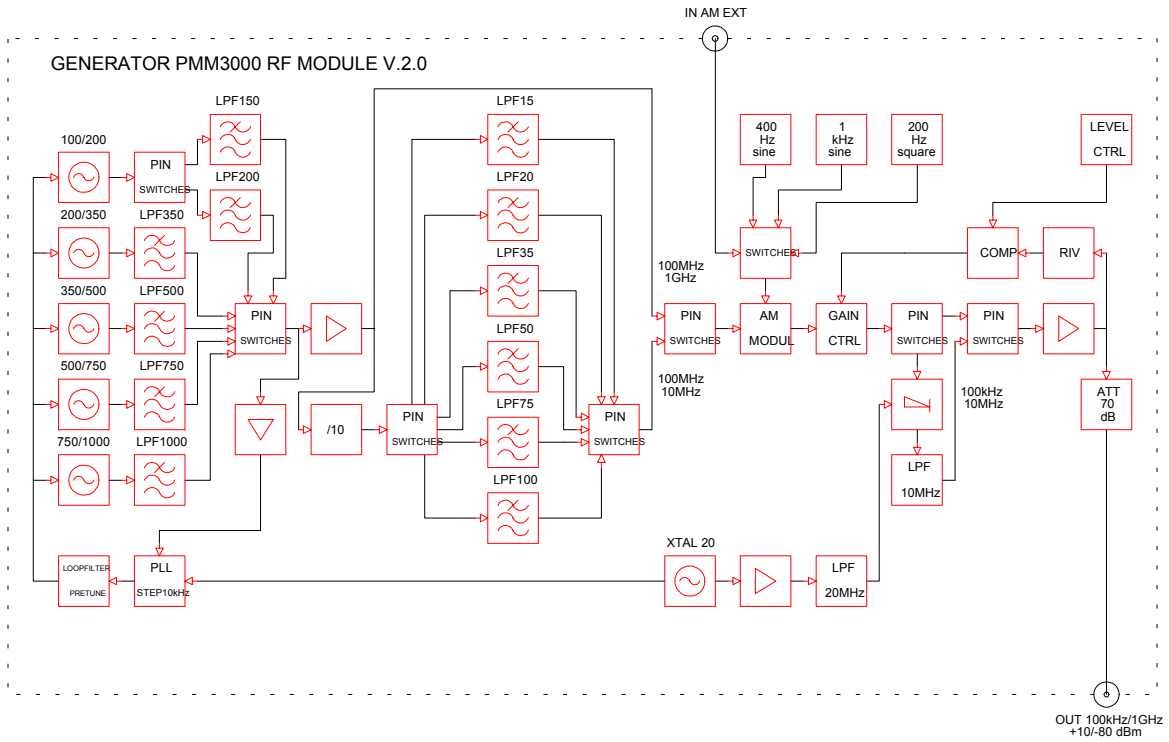 IN AM EXT
GENERATOR PMM3000 RF MODULE V.2.0
LPF150
LPF15
100/200
PIN
SWITCHES
400
Hz
sine
1
kHz
sine
200
Hz
square
LEVEL
CTRL
LPF200
LPF20
200/350
LPF350
SWITCHES
COMP
RIV
LPF35
100MHz
1GHz
350/500
LPF500
PIN
SWITCHES
LPF50
PIN
SWITCHES
AM
MODUL
GAIN
CTRL
PIN
SWITCHES
PIN
SWITCHES
500/750
LPF750
100MHz
10MHz
100kHz
10MHz
ATT
70
dB
/10
PIN
SWITCHES
LPF75
PIN
SWITCHES
750/1000
LPF1000
LPF
10MHz
LPF100
XTAL 20
LOOPFILTER
PRETUNE
PLL
STEP10kHz
LPF
20MHz
OUT 100kHz/1GHz
+10/-80 dBm